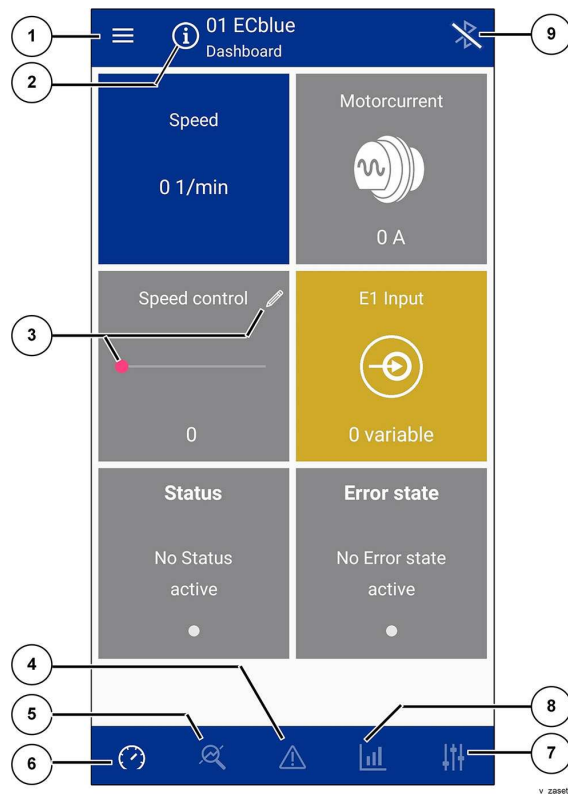 1
01 ECblue
9
Dashboard
2
Speed
Motorcurrent
0 1/min
0 A
Speed control
E1 Input
3
0
0 variable
Status
Error state
No Status
active
No Error state
active
4
5
8
6
7
v_zaset